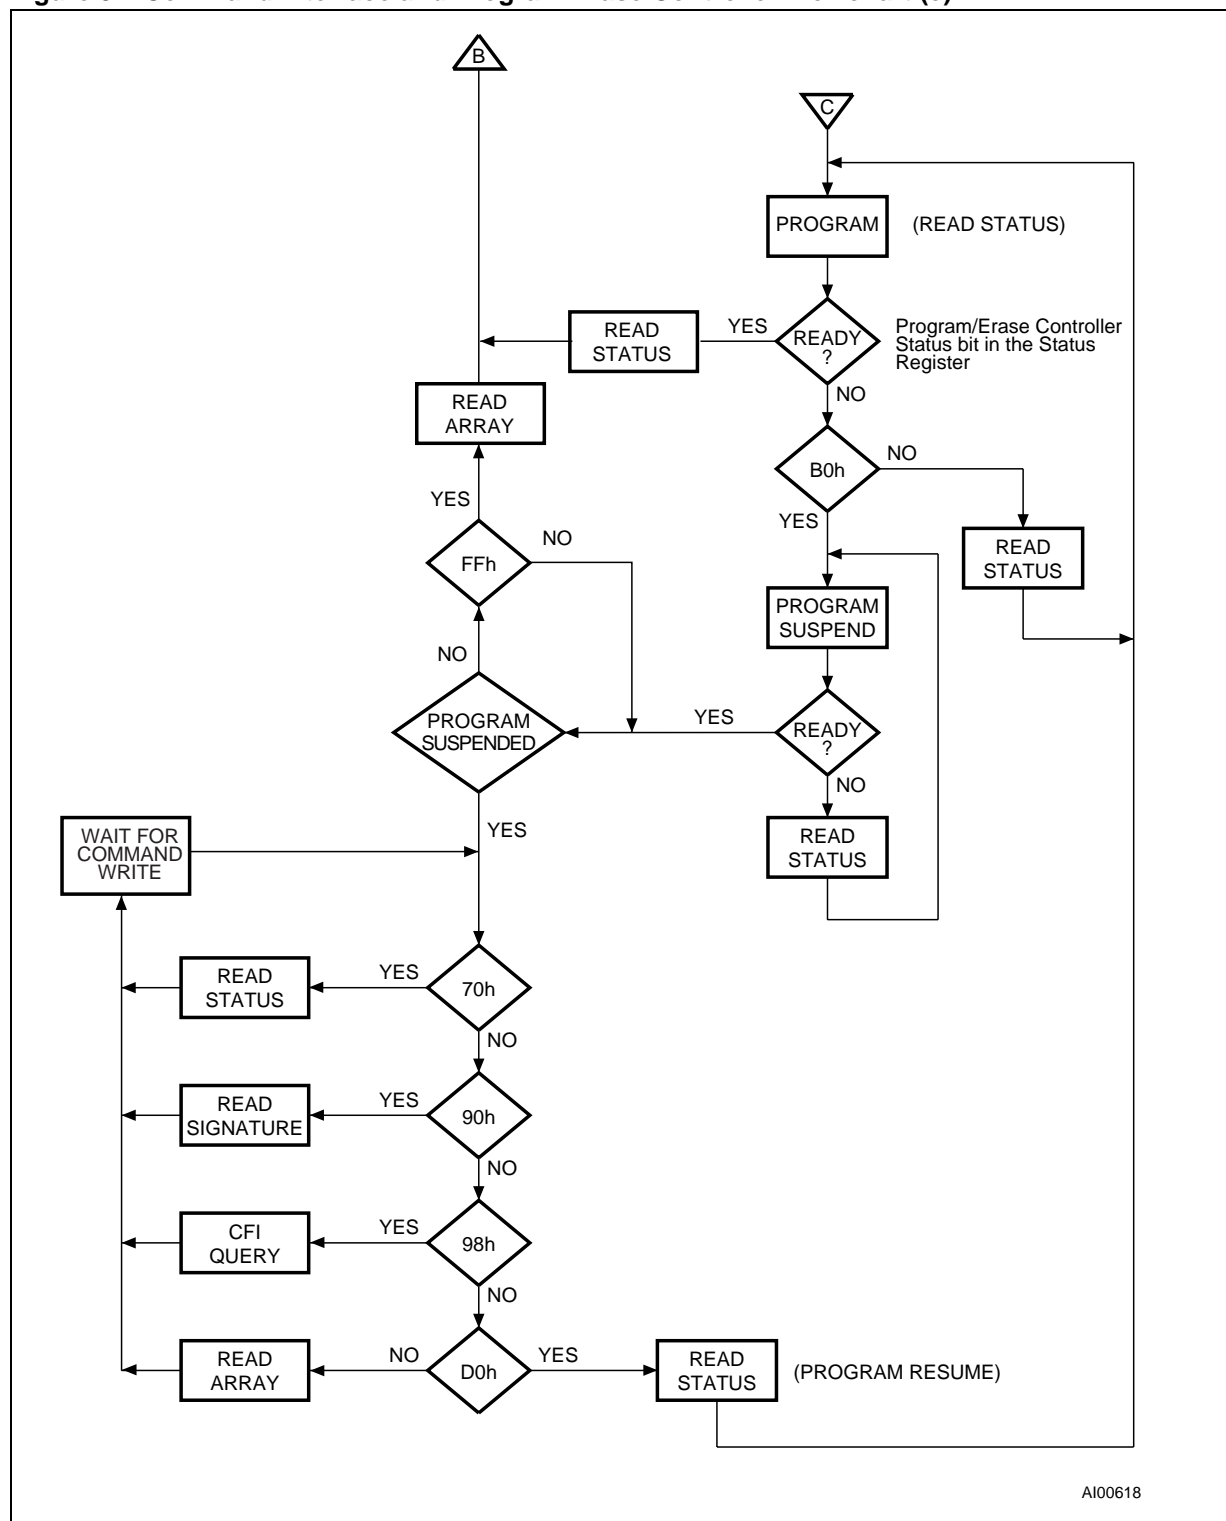 B
C
PROGRAM
(READ STATUS)
READ
STATUS
YES
READY
?
Program/Erase Controller
Status bit in the Status
Register
NO
READ
ARRAY
B0h
NO
YES
YES
FFh
NO
READ
STATUS
PROGRAM
SUSPEND
NO
PROGRAM
SUSPENDED
YES
READY
?
NO
YES
WAIT FOR
COMMAND
WRITE
READ
STATUS
READ
STATUS
YES
70h
NO
READ
SIGNATURE
YES
90h
NO
CFI
QUERY
YES
98h
NO
READ
ARRAY
NO
D0h
YES
READ
STATUS
(PROGRAM RESUME)
AI00618